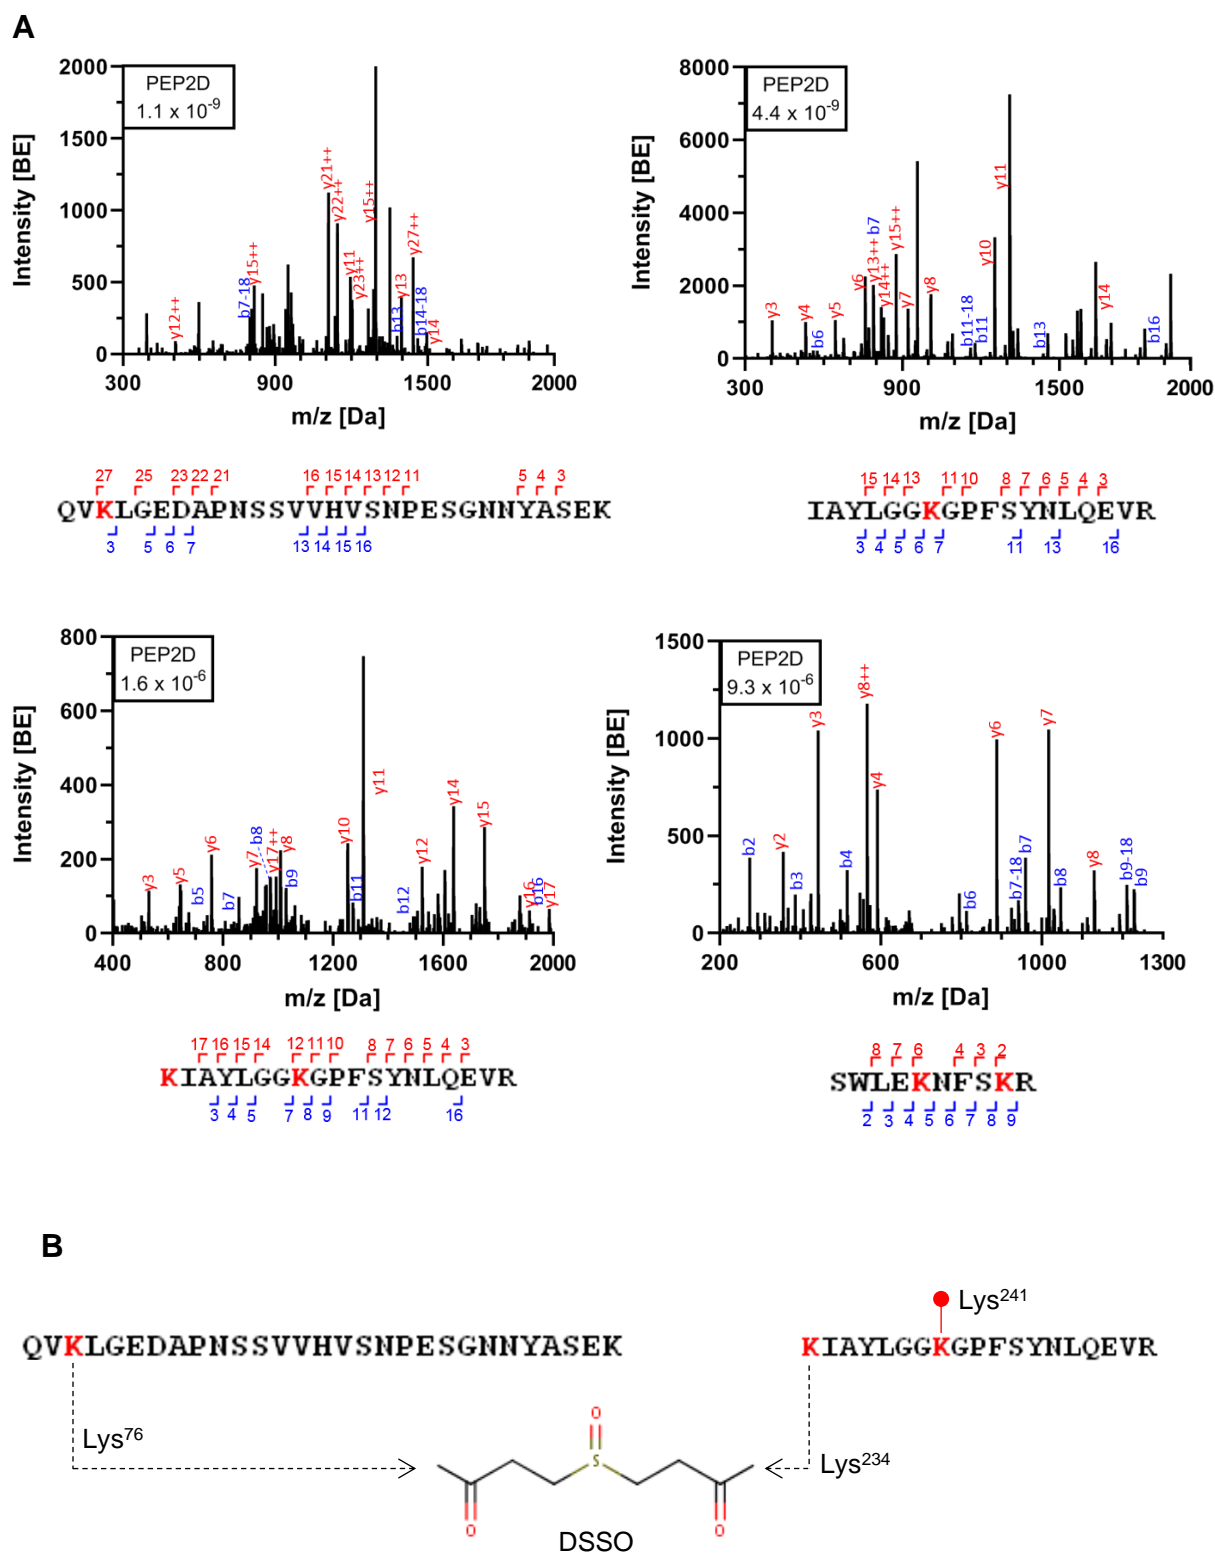 A
2000
1500
1000
500
0
Intensity [BE]
PEP2D
1.1 x 10-9
y12++
b7-18
y15++
y21++
y22++
y11
y23++
y15++
b13
y13
y27++
b14-18
y14
300
900
1500
2000
m/z [Da]
27 25 23 22 21 16 15 14 13 12 11 5 4 3
QVKLGEDAPNSSVVHVSNPESGNNYASEK
3 5 6 7 13 14 15 16
8000
6000
4000
2000
0
Intensity [BE]
PEP2D
4.4 x 10-9
y3
y4
b6
y5
y6
y13++
b7
y14++
y15++
y7
y8
b11-18
b11
y10
y11
b13
y14
b16
300
900
1500
2000
m/z [Da]
15 14 13 11 10 8 7 6 5 4 3
IAYLGGKGPFSYNLQEVR
3 4 5 6 7 11 13 16
800
600
400
200
0
Intensity [BE]
PEP2D
1.6 x 10-6
y3
y5
b5
y6
b7
y7
b8
y17++
y8
b9
y10
b11
y11
b12
y12
y14
y15
y16
b16
y17
400
800
1200
1600
2000
m/z [Da]
17 16 15 14 12 11 10 8 7 6 5 4 3
KIAYLGGKGPFSYNLQEVR
3 4 5 7 8 9 11 12 16
1500
1000
500
0
Intensity [BE]
PEP2D
9.3 x 10-6
b2
y2
b3
y3
b4
y8++
y4
b6
y6
b7-18
b7
y7
b8
y8
b9-18
b9
200
600
1000
1300
m/z [Da]
8 7 6 4 3 2
SWLEKNFSKR
2 3 4 5 6 7 8 9
B
Lys241
QVKLGEDAPNSSVVHVSNPESGNNYASEK
KIAYLGGKGPFSYNLQEVR
Lys76
Lys234
O
S
O
O
DSSO